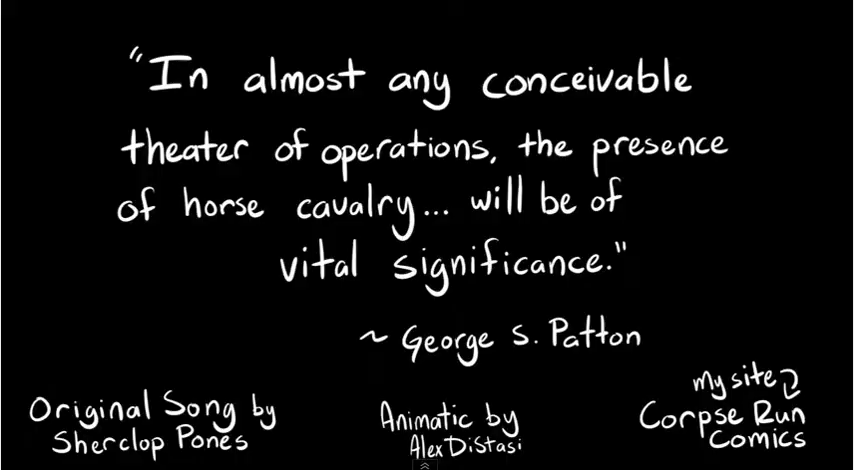 "In almost any conceivable
theater of operations, the presence
of horse cavalry... will be of
vital significance."
~ George S. Patton
Original Song by
Sherclop Pones
Animatic by
Alex DiStasi
my site
Corpse Run
Comics